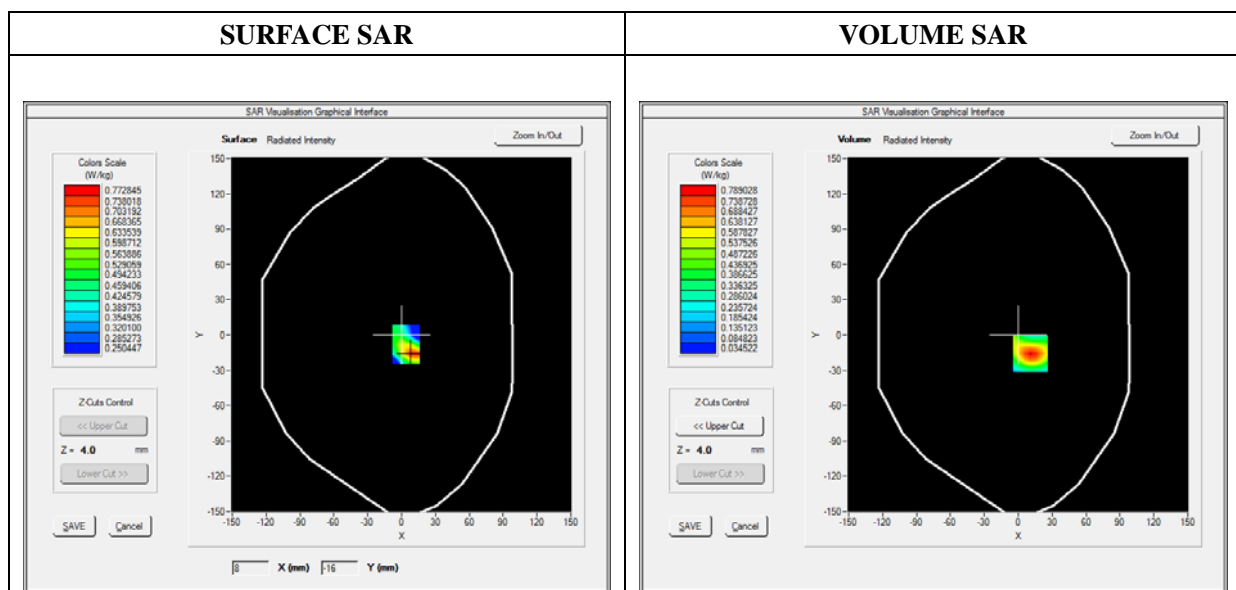 SURFACE SAR
VOLUME SAR
SAR Visualisation Graphical Interface
Surface Radiated Intensity
Zoom In/Out
Colors Scale
(W/kg)
0.772845
0.738018
0.703192
0.668365
0.633539
0.598712
0.563886
0.529059
0.494233
0.459406
0.424579
0.389753
0.354926
0.320100
0.285273
0.250447
Z-Cuts Control
<< Upper Cut
Z = 4.0 mm
Lower Cut >>
SAVE Cancel
150
120
90
60
30
0
-30
-60
-90
-120
-150
Y
-150 -120 -90 -60 -30 0 30 60 90 120 150
X
8 X (mm) -16 Y (mm)
SAR Visualisation Graphical Interface
Volume Radiated Intensity
Zoom In/Out
Colors Scale
(W/kg)
0.789028
0.738728
0.688427
0.638127
0.587827
0.537526
0.487226
0.436925
0.386625
0.336325
0.286024
0.235724
0.185424
0.135123
0.084823
0.034522
Z-Cuts Control
<< Upper Cut
Z = 4.0 mm
Lower Cut >>
SAVE Cancel
150
120
90
60
30
0
-30
-60
-90
-120
-150
Y
-150 -120 -90 -60 -30 0 30 60 90 120 150
X